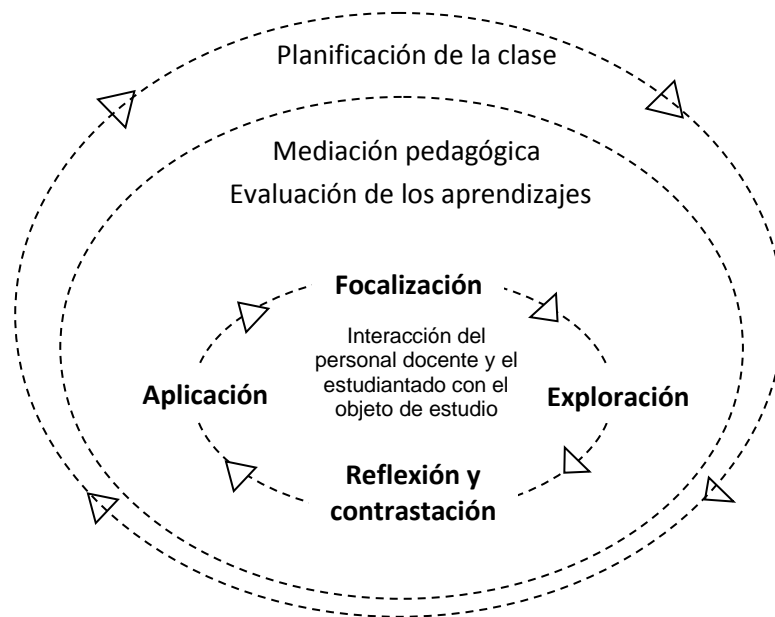 Planificación de la clase
Mediación pedagógica
Evaluación de los aprendizajes
Focalización
Interacción del
personal docente y el
estudiantado con el
objeto de estudio
Aplicación
Exploración
Reflexión y
contrastación